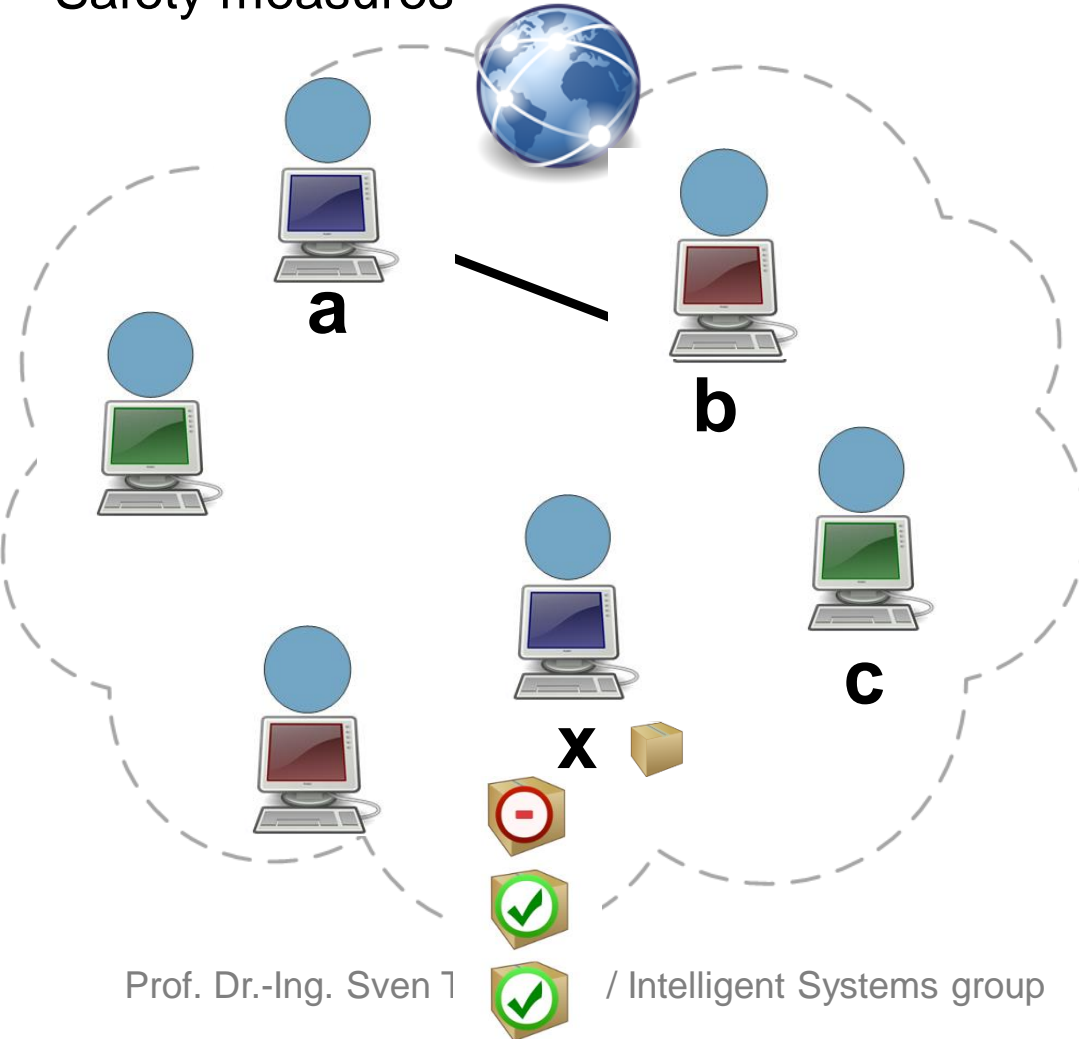 Safety measures
a
b
c
x
Prof. Dr.-Ing. Sven / Intelligent Systems group